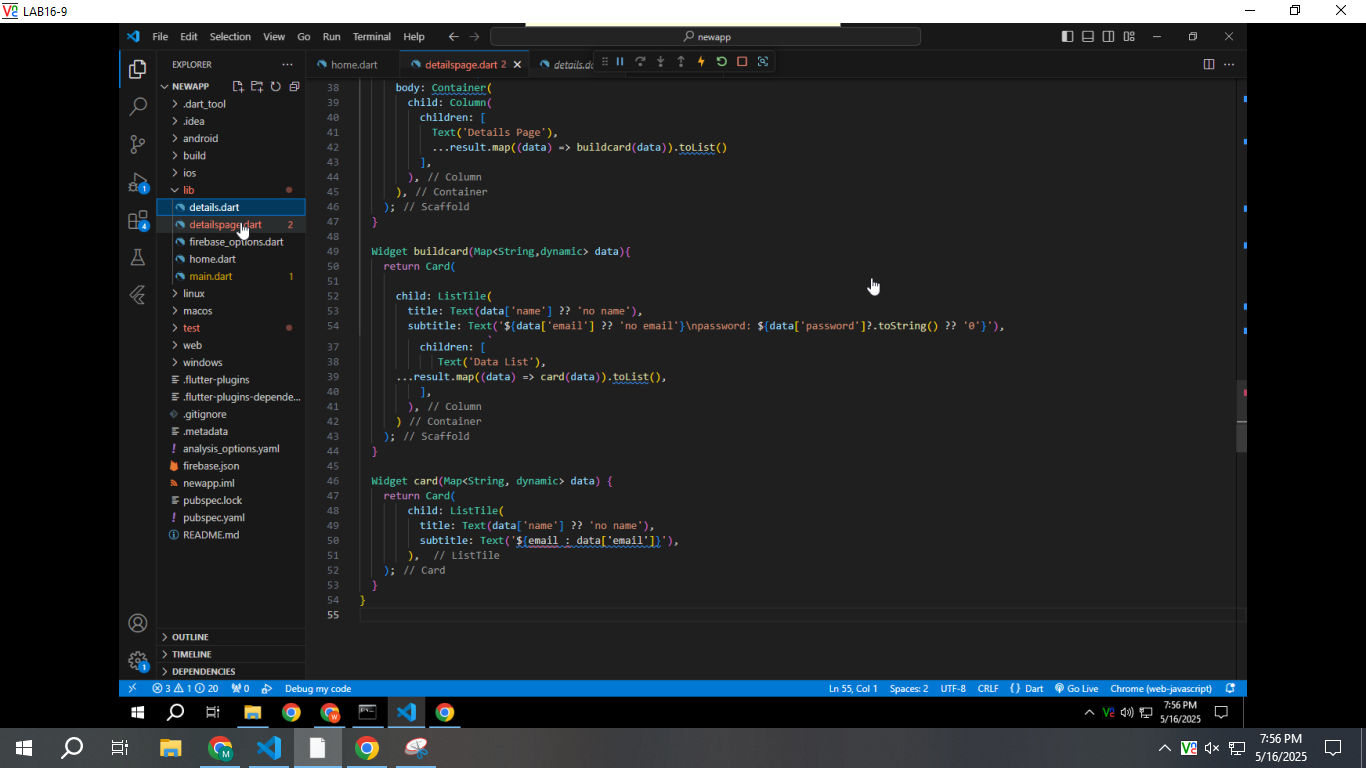 LAB16-9
File Edit Selection View Go Run Terminal Help
newapp
EXPLORER
home.dart
detailspage.dart 2
NEWAPP
.dart_tool
.idea
android
build
ios
lib
details.dart
detailspage.dart 2
firebase_options.dart
home.dart
main.dart 1
linux
macos
test
web
windows
.flutter-plugins
.flutter-plugins-depende...
.gitignore
.metadata
analysis_options.yaml
firebase.json
newapp.iml
pubspec.lock
pubspec.yaml
README.md
OUTLINE
TIMELINE
DEPENDENCIES
38 body: Container(
39 child: Column(
40 children: [
41 Text('Details Page'),
42 ...result.map((data) => buildcard(data)).toList()
43 ],
44 ), // Column
45 ), // Container
46 ); // Scaffold
47 }
48
49 Widget buildcard(Map<String,dynamic> data){
50 return Card(
51
52 child: ListTile(
53 title: Text(data['name'] ?? 'no name'),
54 subtitle: Text('${data['email'] ?? 'no email'}\npassword: ${data['password']?.toString() ?? '0'}'),
37 children: [
38 Text('Data List'),
39 ...result.map((data) => card(data)).toList(),
40 ],
41 ), // Column
42 ) // Container
43 ); // Scaffold
44 }
45
46 Widget card(Map<String, dynamic> data) {
47 return Card(
48 child: ListTile(
49 title: Text(data['name'] ?? 'no name'),
50 subtitle: Text('${email : data['email']}'),
51 ), // ListTile
52 ); // Card
53 }
54 }
55
3 1 20 0 Debug my code
Ln 55, Col 1 Spaces: 2 UTF-8 CRLF {} Dart Go Live Chrome (web-javascript)
7:56 PM
5/16/2025
7:56 PM
5/16/2025